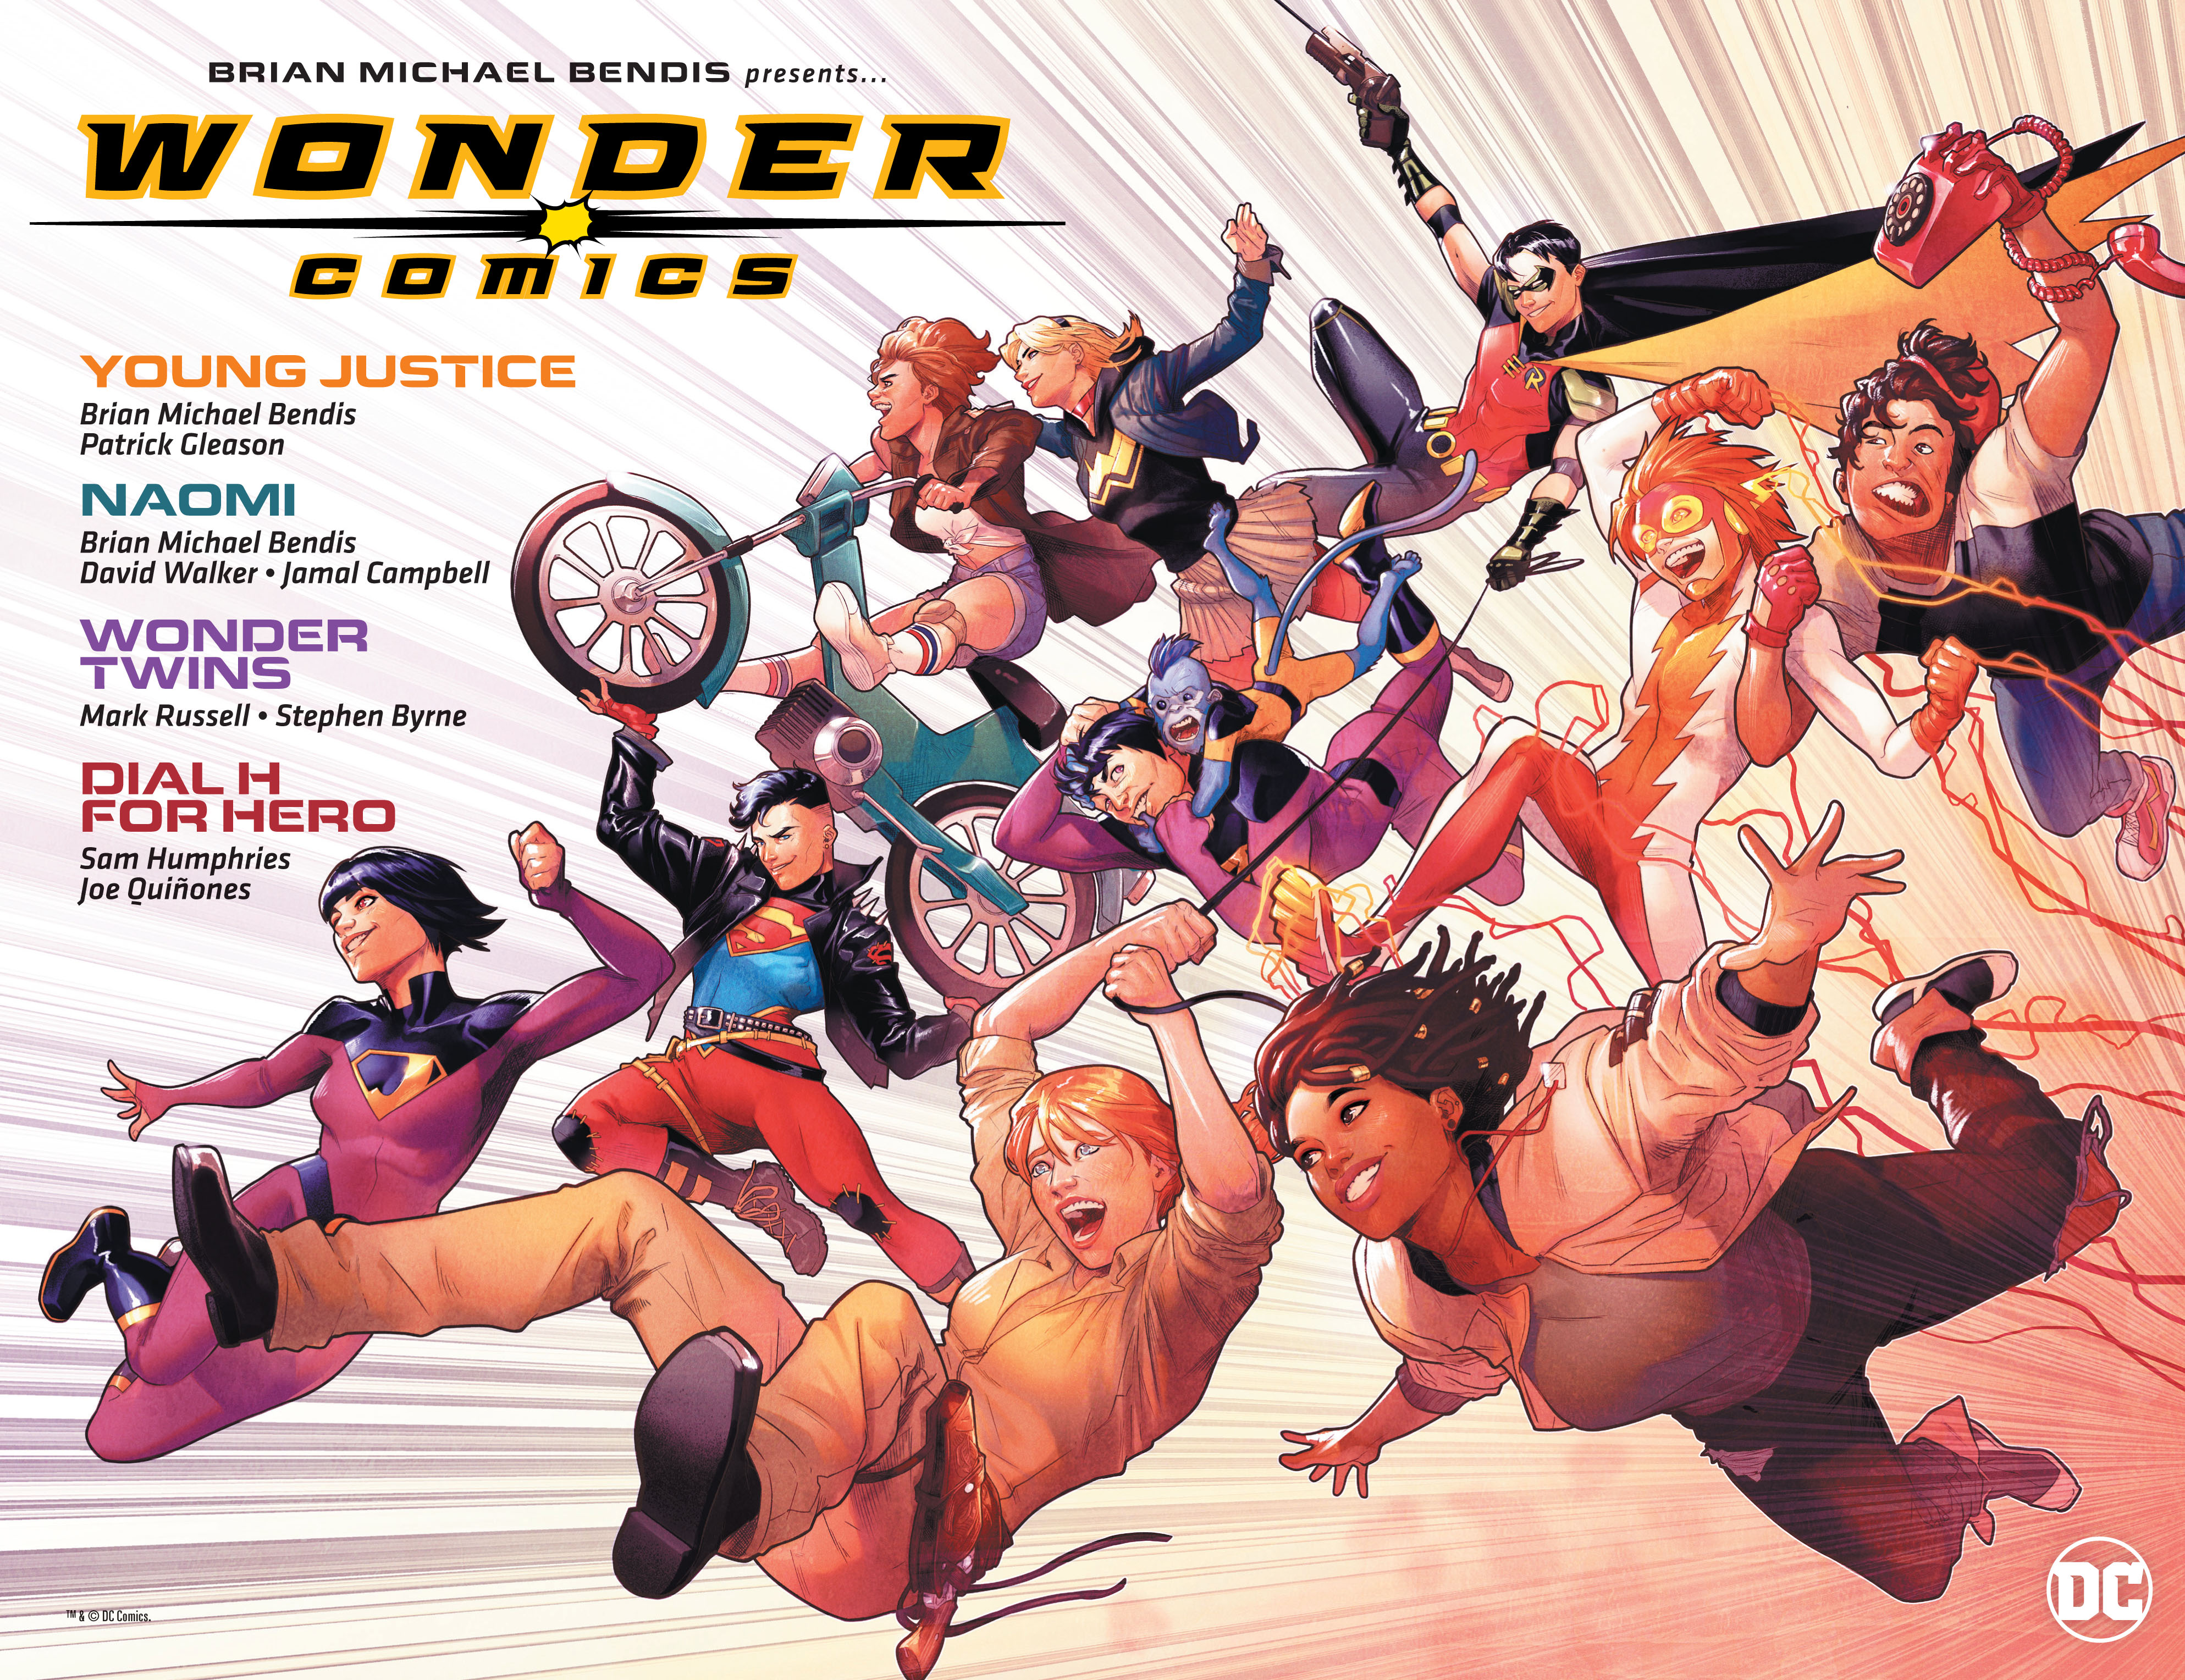 BRIAN MICHAEL BENDIS presents...
WONDER
COMICS
YOUNG JUSTICE
Brian Michael Bendis
Patrick Gleason
NAOMI
Brian Michael Bendis
David Walker • Jamal Campbell
WONDER
TWINS
Mark Russell • Stephen Byrne
DIAL H
FOR HERO
Sam Humphries
Joe Quiñones
R
TM & © DC Comics.
DC